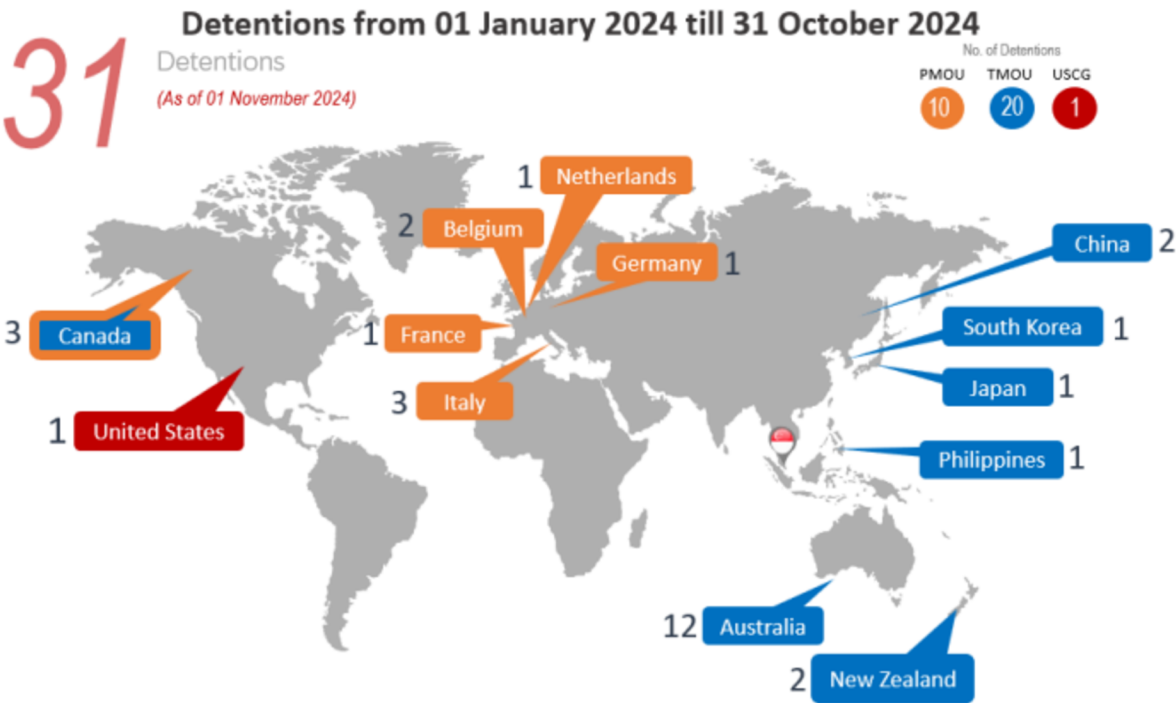 Detentions from 01 January 2024 till 31 October 2024
31
Detentions
(As of 01 November 2024)
No. of Detentions
PMOU TMOU USCG
10 20 1
1 Netherlands
2 Belgium
Germany 1
China 2
3 Canada
1 France
South Korea 1
3 Italy
Japan 1
1 United States
Philippines 1
12 Australia
2 New Zealand